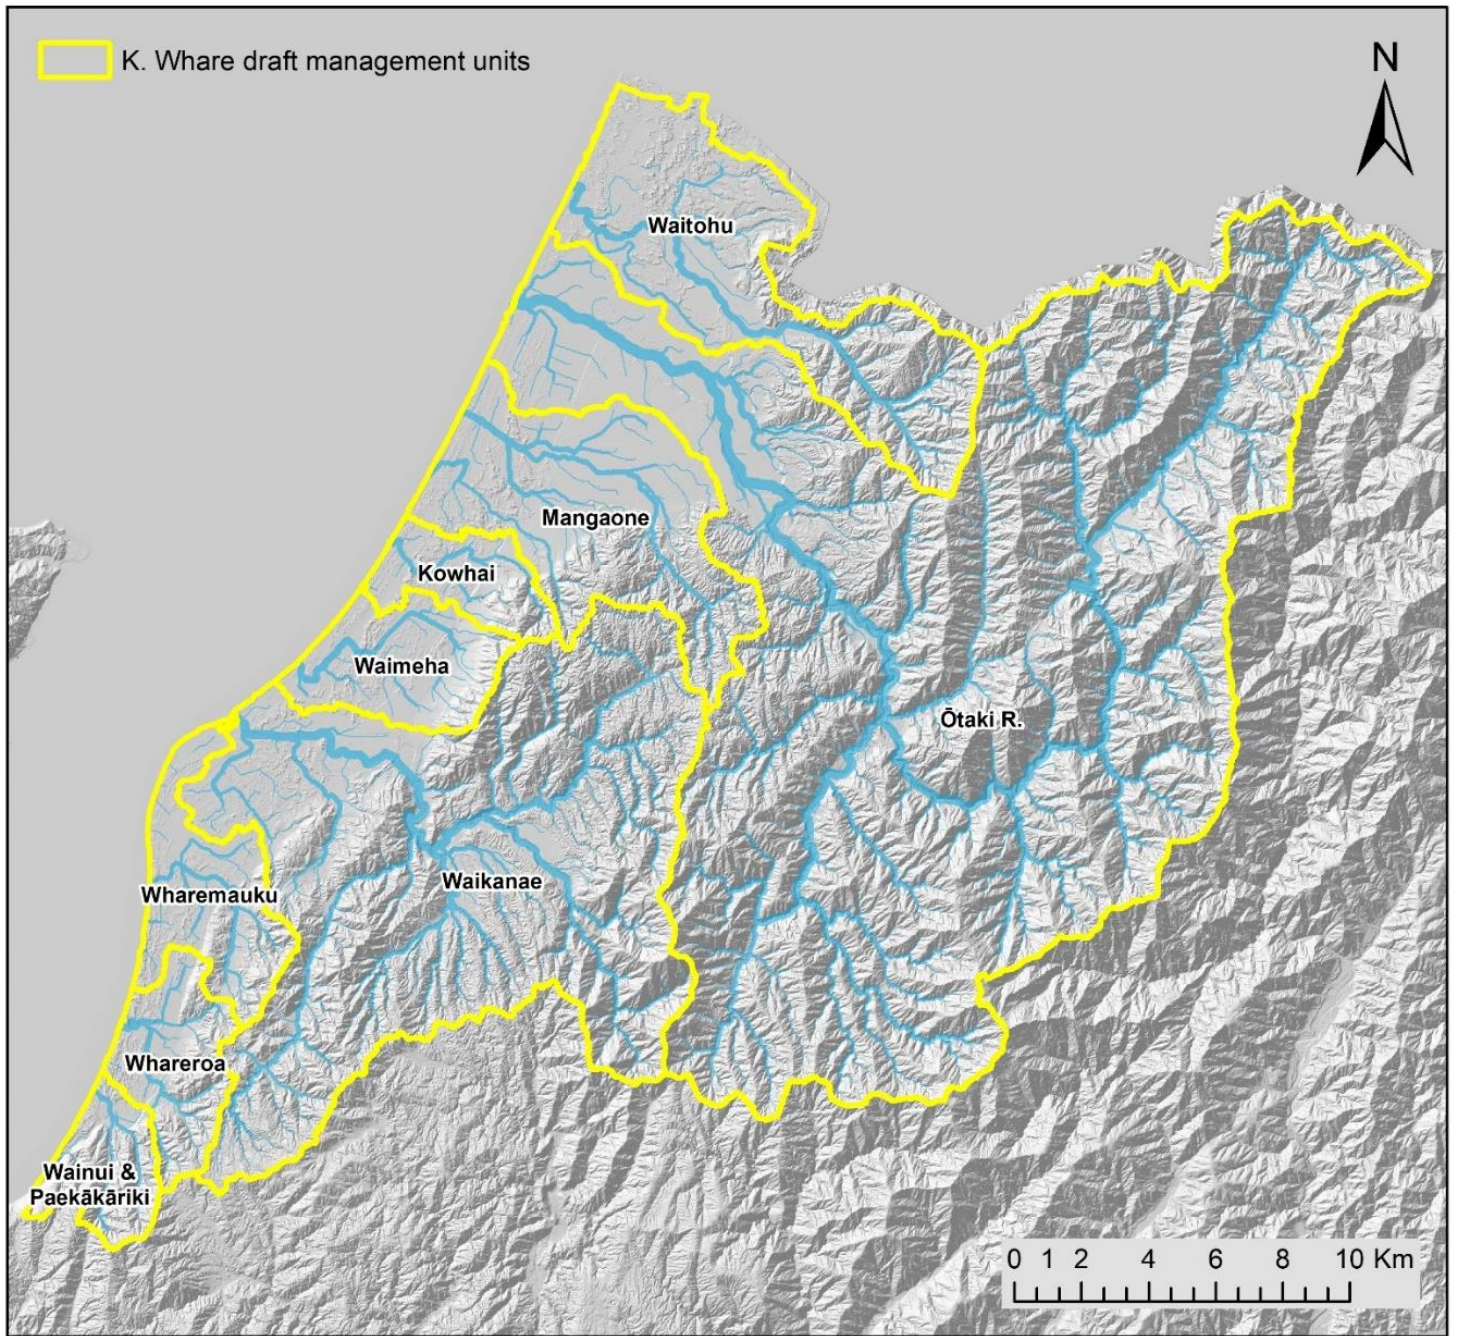 K. Whare draft management units
N
Waitohu
Mangaone
Kowhai
Waimeha
Ōtaki R.
Waikanae
Wharemauku
Whareroa
Wainui &
Paekākāriki
0 1 2 4 6 8 10 Km